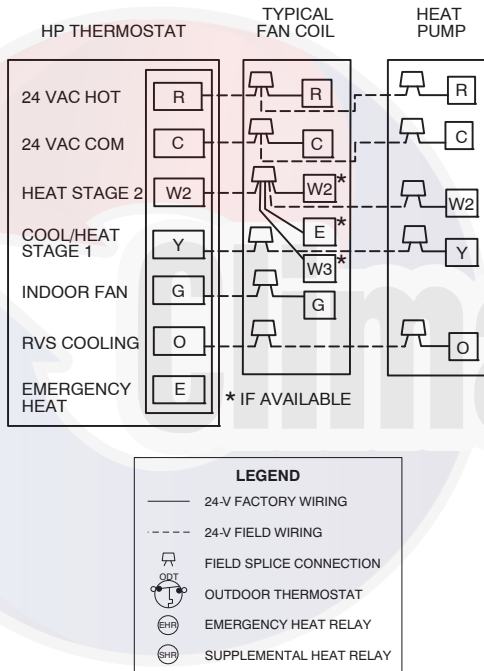 HP THERMOSTAT
TYPICAL
FAN COIL
HEAT
PUMP
24 VAC HOT R R R
24 VAC COM C C C
HEAT STAGE 2 W2 W2 * W2
E *
COOL/HEAT
STAGE 1 Y Y
W3 *
INDOOR FAN G G
RVS COOLING O O
EMERGENCY
HEAT E
* IF AVAILABLE
LEGEND
24-V FACTORY WIRING
24-V FIELD WIRING
FIELD SPLICE CONNECTION
ODT
OUTDOOR THERMOSTAT
EHR EMERGENCY HEAT RELAY
SHR SUPPLEMENTAL HEAT RELAY